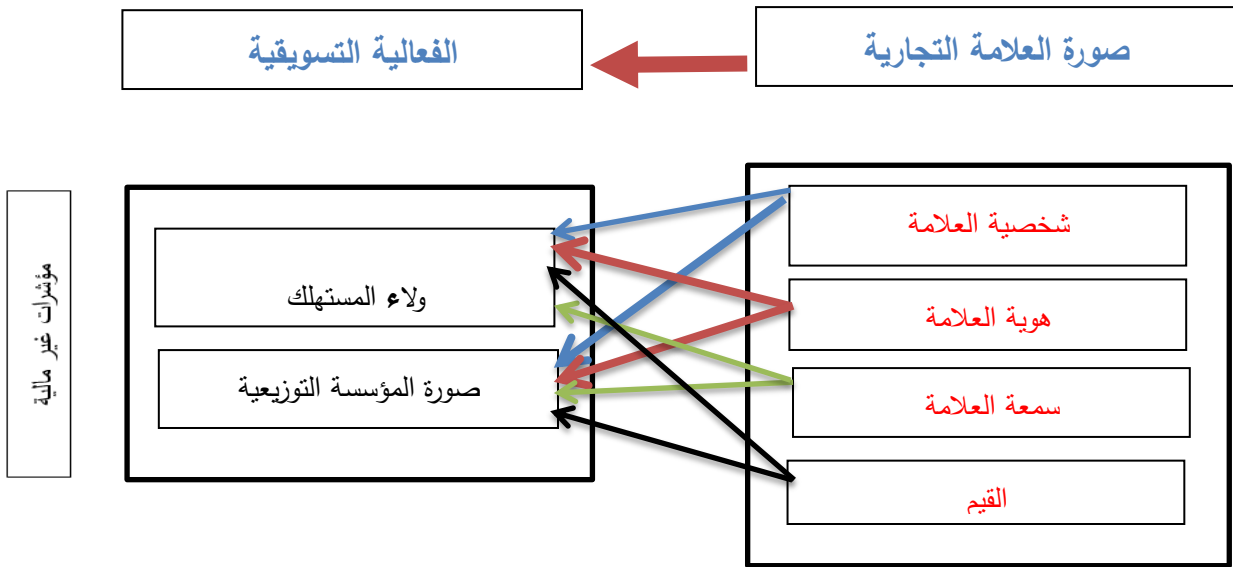 صورة العلامة التجارية
الفعالية التسويقية
شخصية العلامة
هوية العلامة
سمعة العلامة
القيم
ولاء المستهلك
صورة المؤسسة التوزيعية
مؤشرات غير مالية